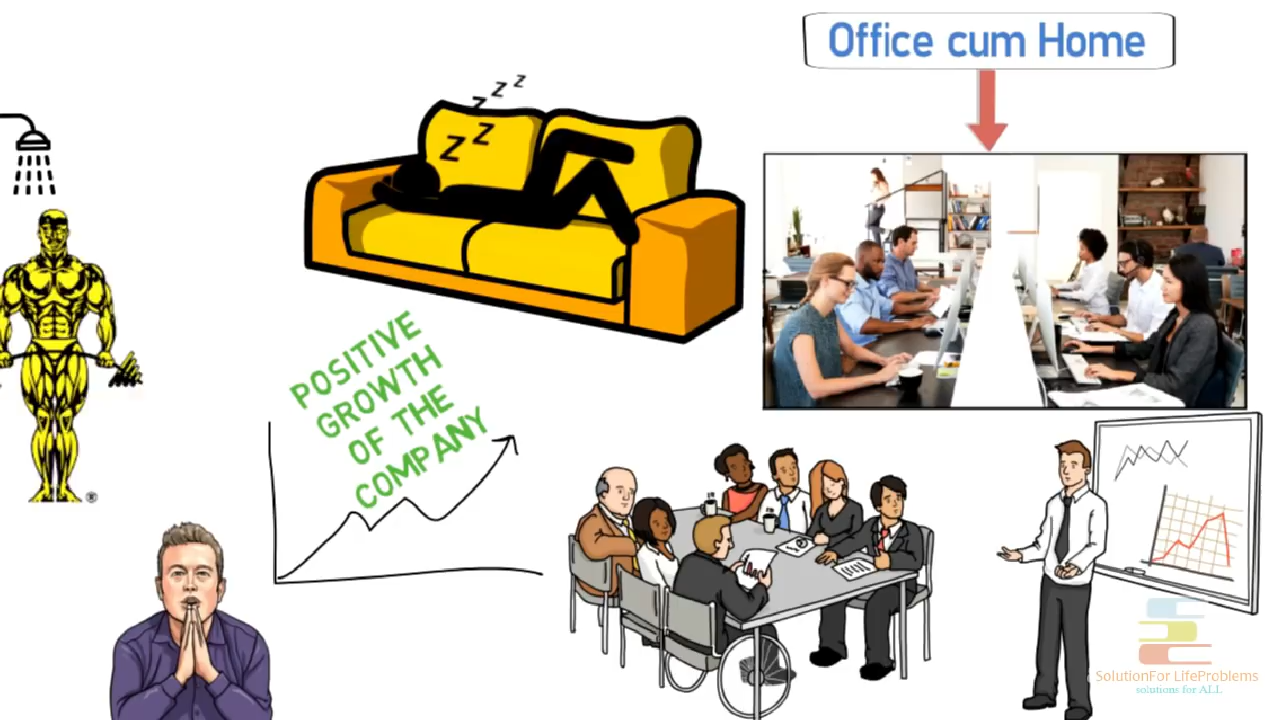 Office cum Home
z z z
z z
POSITIVE
GROWTH
OF THE
COMPANY
®
SolutionFor LifeProblems
solutions for ALL